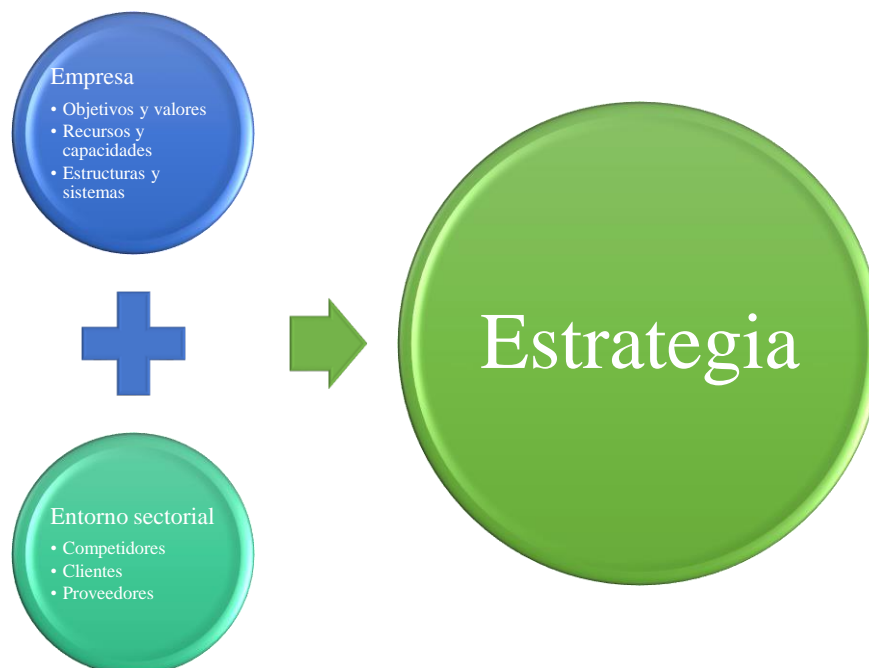 Empresa
• Objetivos y valores
• Recursos y
capacidades
• Estructuras y
sistemas
Entorno sectorial
• Competidores
• Clientes
• Proveedores
Estrategia